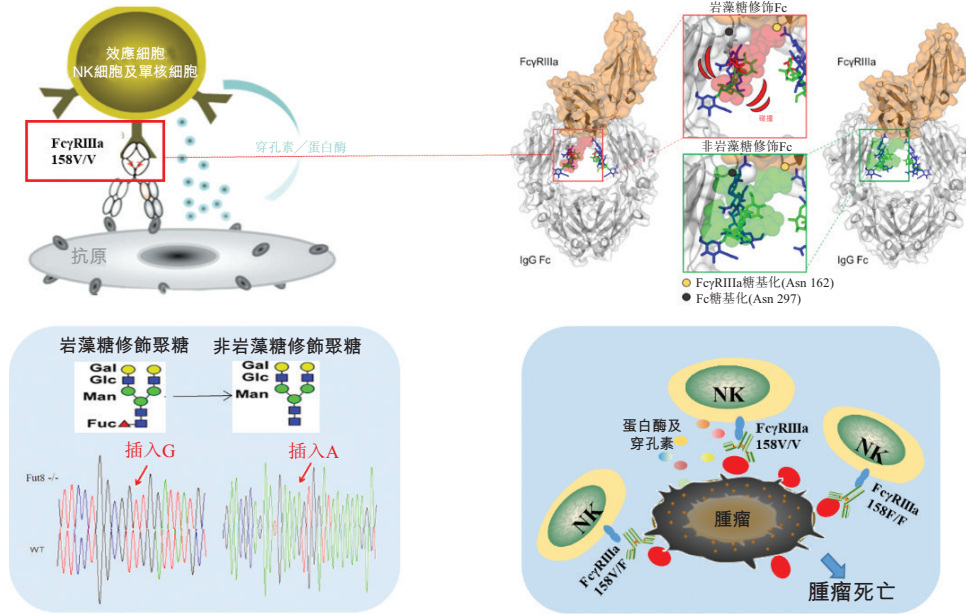 效應細胞
NK細胞及單核細胞
FcγRIIIa
158V/V
穿孔素／蛋白酶
抗原
岩藻糖修飾Fc
FcγRIIIa
碰撞
非岩藻糖修飾Fc
IgG Fc
FcγRIIIa
IgG Fc
FcγRIIIa糖基化(Asn 162)
Fc糖基化(Asn 297)
岩藻糖修飾聚糖
非岩藻糖修飾聚糖
Gal
Glc
Man
Fuc
Gal
Glc
Man
插入G
插入A
Fut8 -/-
WT
NK
FcγRIIIa
158V/V
蛋白酶及
穿孔素
NK
FcγRIIIa
158F/F
NK
FcγRIIIa
158V/F
腫瘤
腫瘤死亡